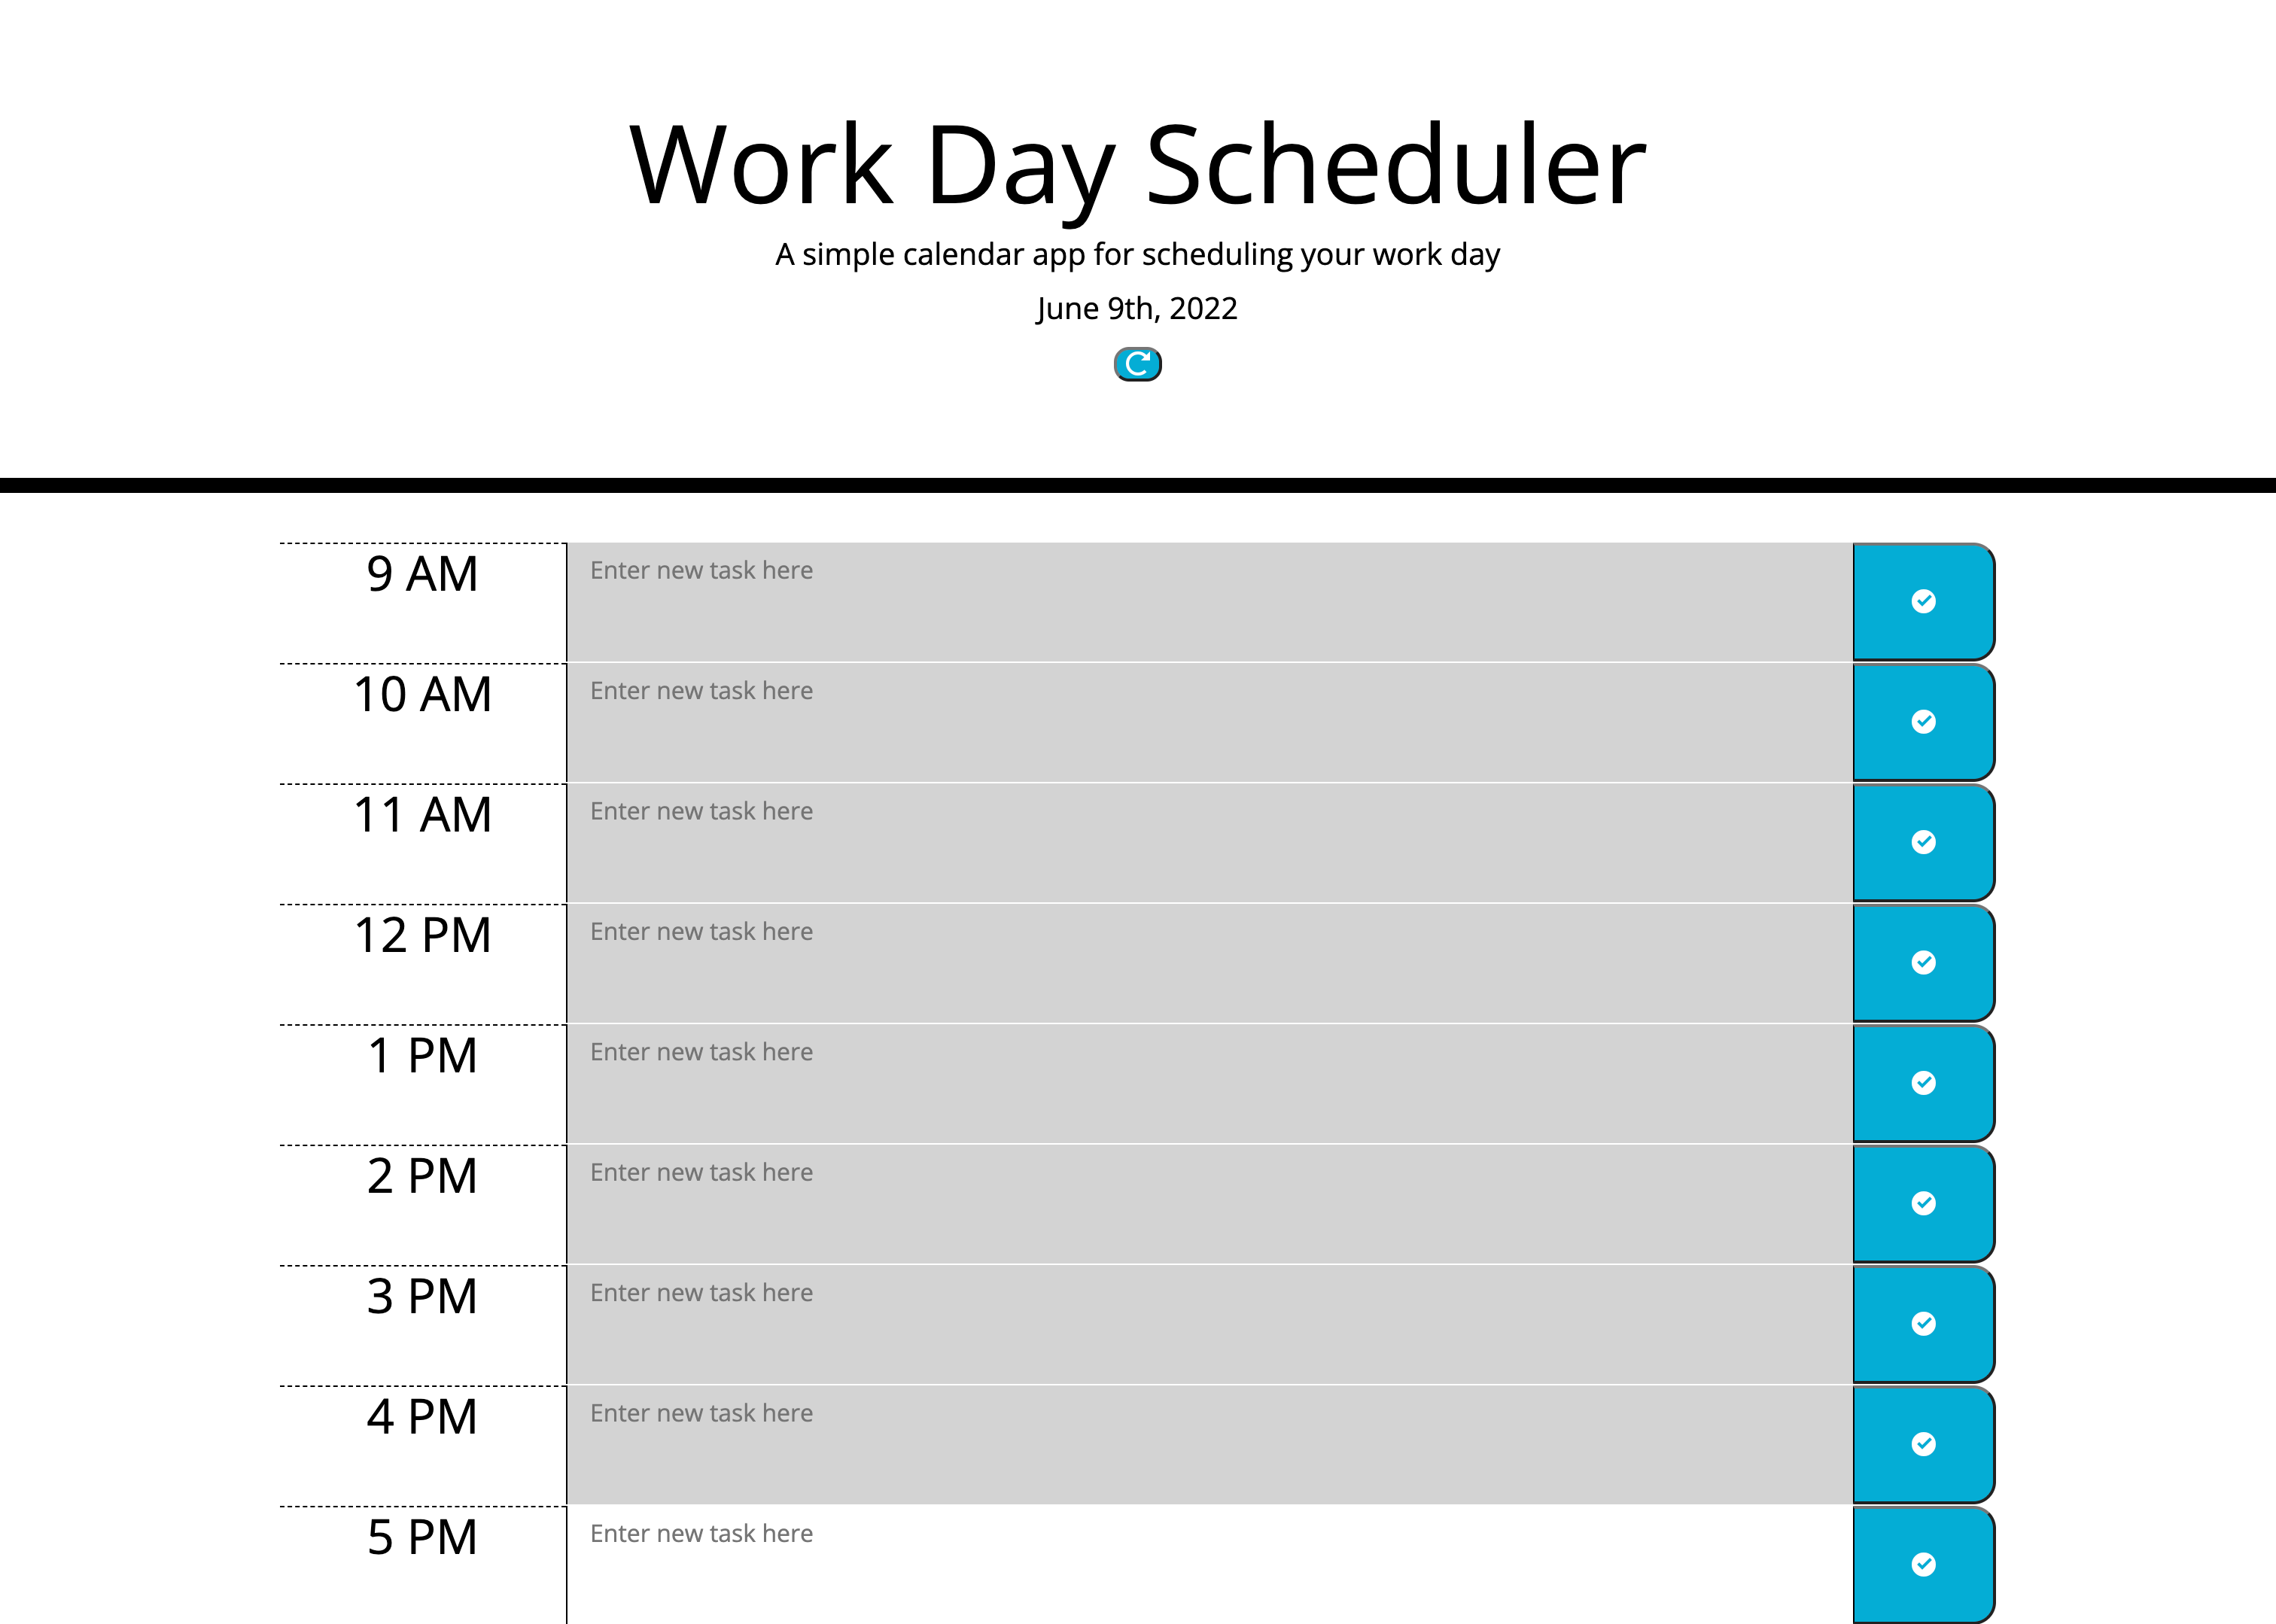 Work Day Scheduler
A simple calendar app for scheduling your work day
June 9th, 2022
9 AM
Enter new task here
10 AM
Enter new task here
11 AM
Enter new task here
12 PM
Enter new task here
1 PM
Enter new task here
2 PM
Enter new task here
3 PM
Enter new task here
4 PM
Enter new task here
5 PM
Enter new task here